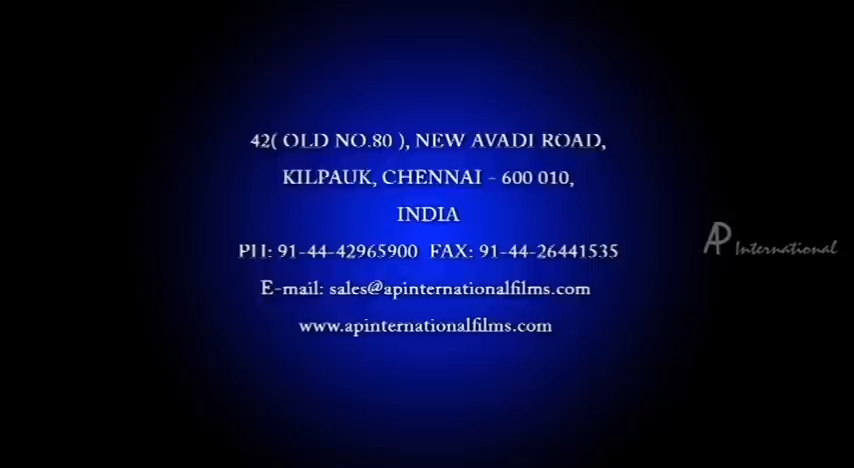 42( OLD NO.80 ), NEW AVADI ROAD,
KILPAUK, CHENNAI - 600 010,
INDIA
PH: 91-44-42965900 FAX: 91-44-26441535
E-mail: sales@apinternationalfilms.com
www.apinternationalfilms.com
AP International